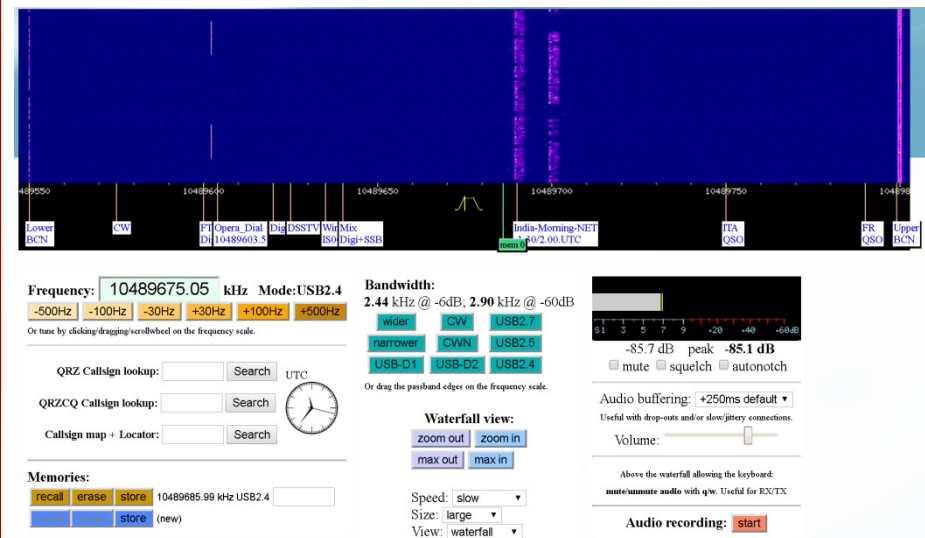 489550 10489600 10489650 10489700 10489750 104898
Lower BCN
CW
FT Di
Opera_Dial 10489603.5
Dig
DSSTV
Wir ISO
Mix Digi+SSB
mem 0
India-Morning-NET
30/2.00.UTC
ITA QSO
FR QSO
Upper BCN
Frequency: 10489675.05 kHz Mode:USB2.4
-500Hz -100Hz -30Hz +30Hz +100Hz +500Hz
Or tune by clicking/dragging/scrollwheel on the frequency scale.
QRZ Callsign lookup: Search UTC
QRZCQ Callsign lookup: Search
Callsign map + Locator: Search
Memories:
recall erase store 10489685.99 kHz USB2.4
store (new)
Bandwidth:
2.44 kHz @ -6dB; 2.90 kHz @ -60dB
wider CW USB2.7
narrower CWN USB2.5
USB-D1 USB-D2 USB2.4
Or drag the passband edges on the frequency scale.
Waterfall view:
zoom out zoom in
max out max in
Speed: slow
Size: large
View: waterfall
S1 3 5 7 9 +20 +40 +60dB
-85.7 dB peak -85.1 dB
mute squelch autonotch
Audio buffering: +250ms default
Useful with drop-outs and/or slow/jittery connections.
Volume:
Above the waterfall allowing the keyboard:
mute/unmute audio with q/w. Useful for RX/TX
Audio recording: start